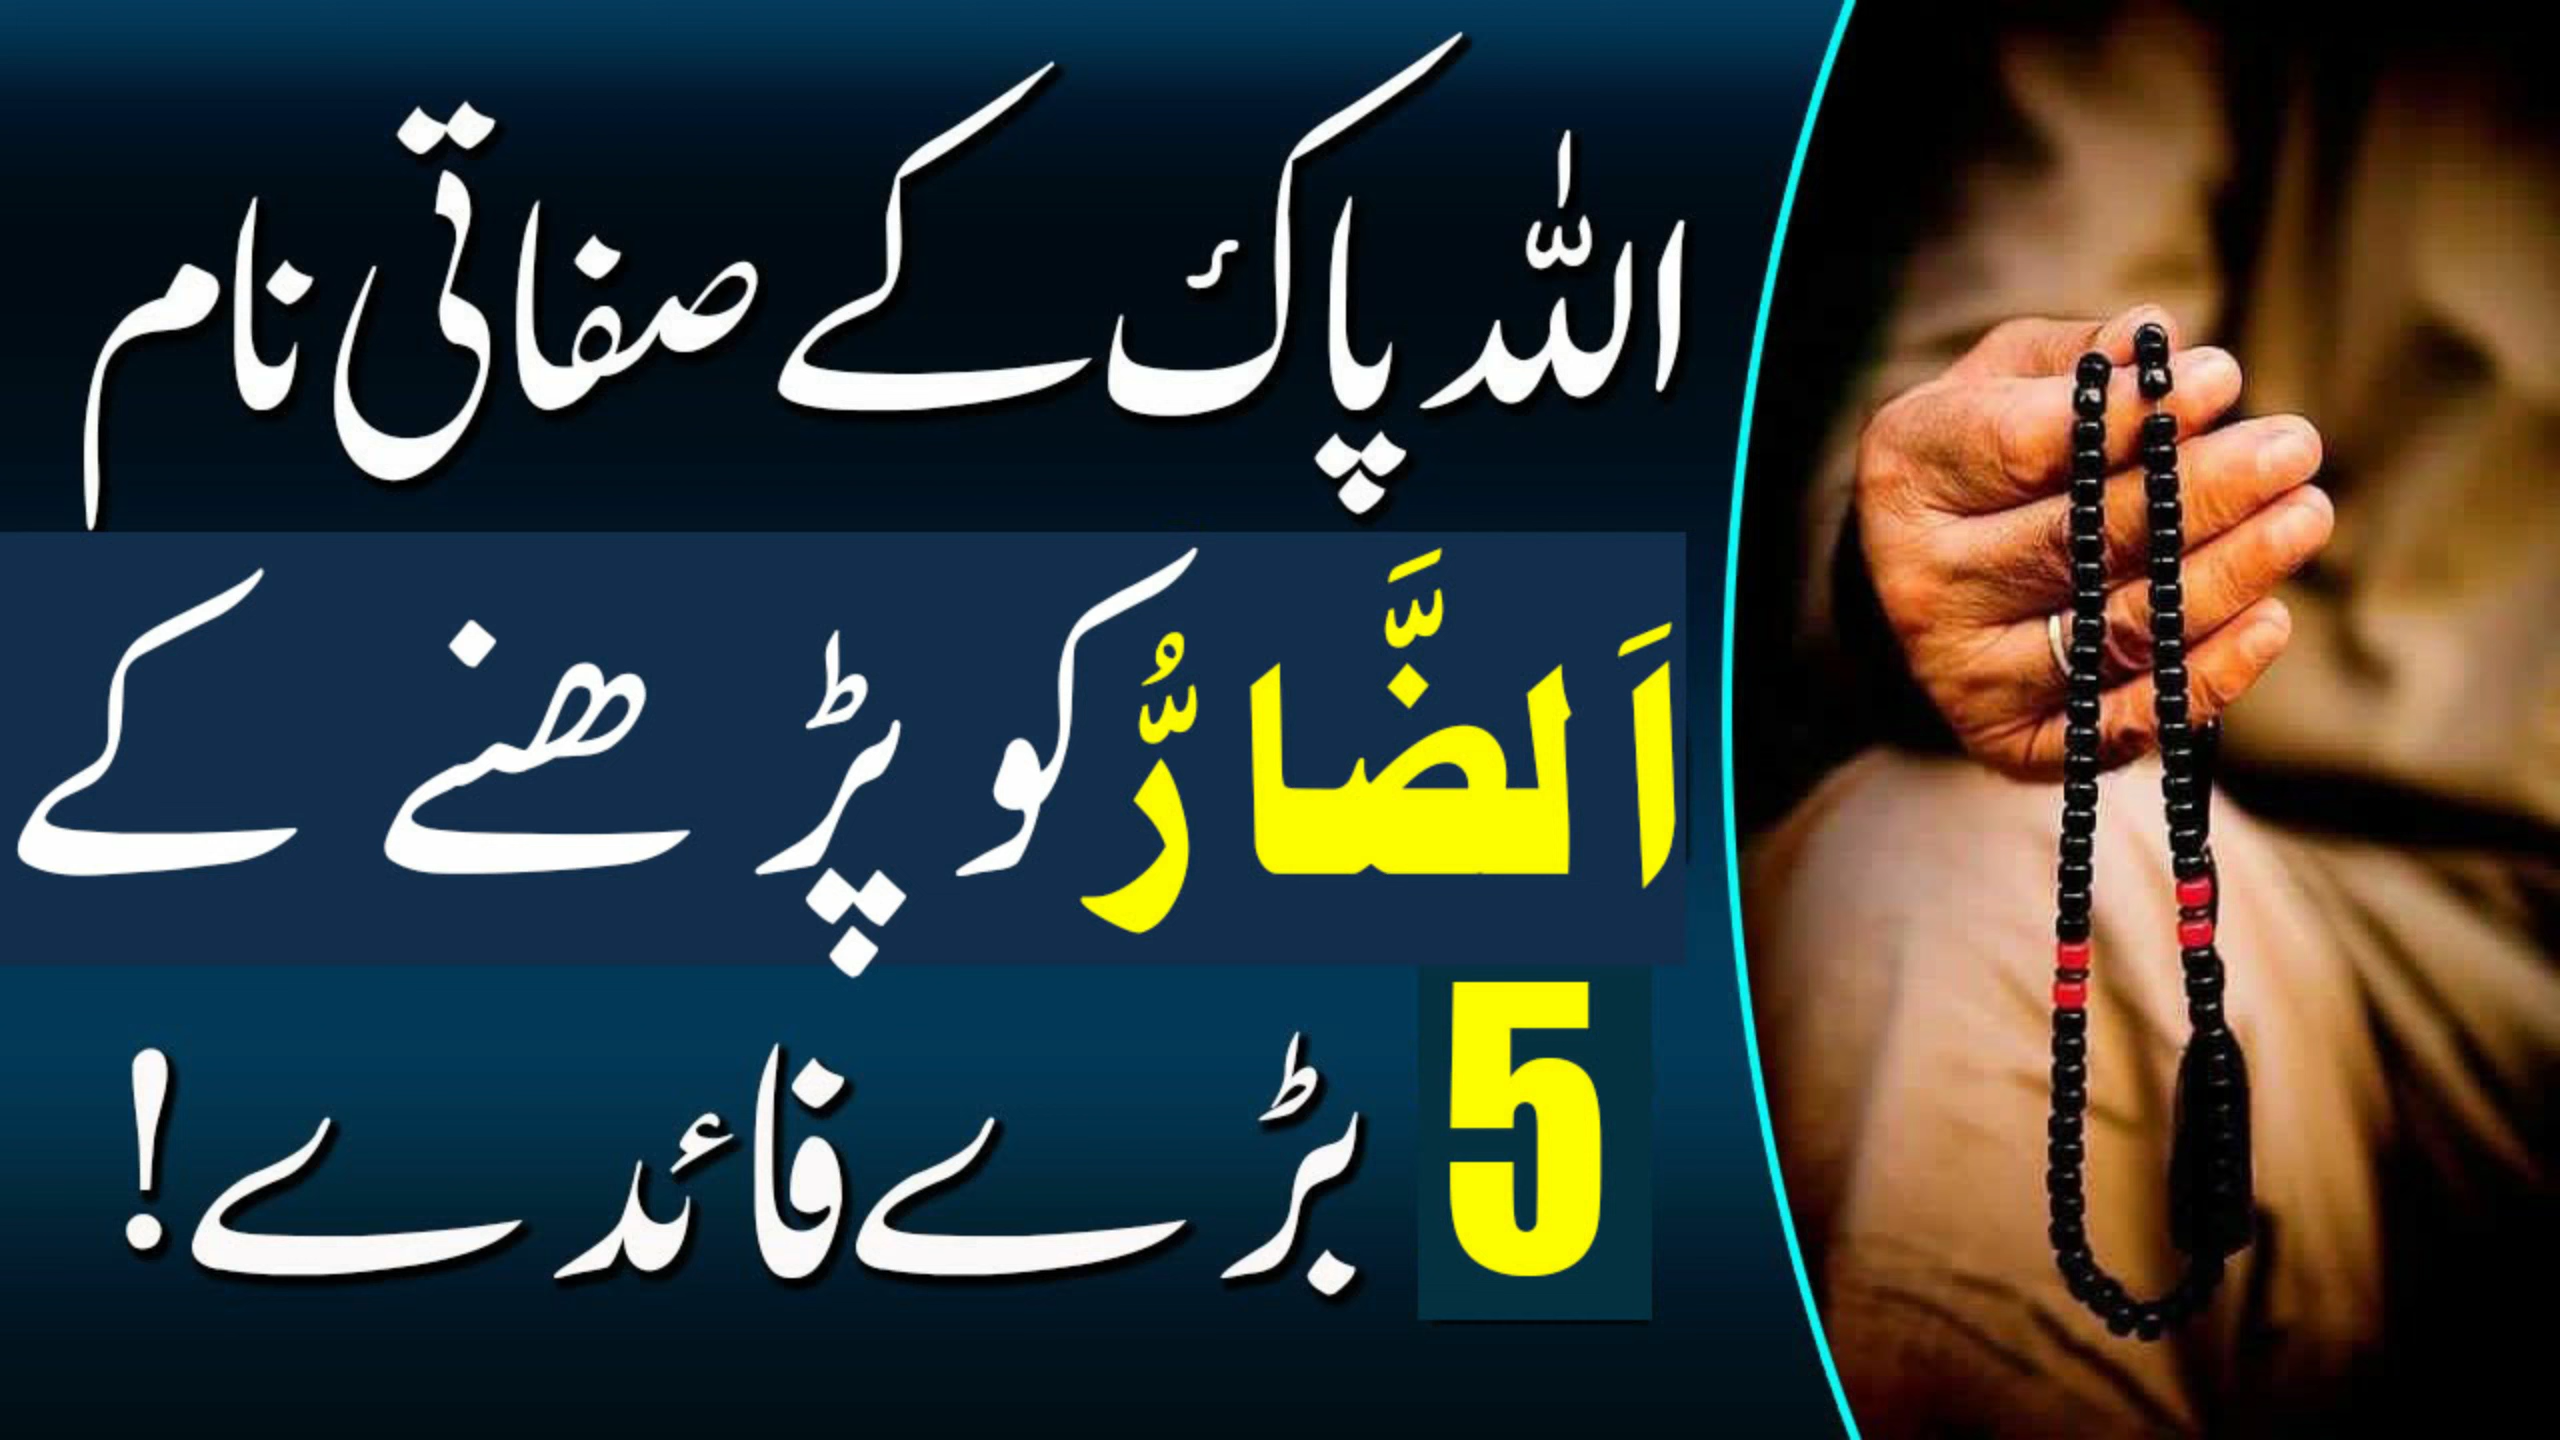 اللہ پاک کے صفاتی نام
اَلضَّارُّ کو پڑھنے کے
5 بڑے فائدے!